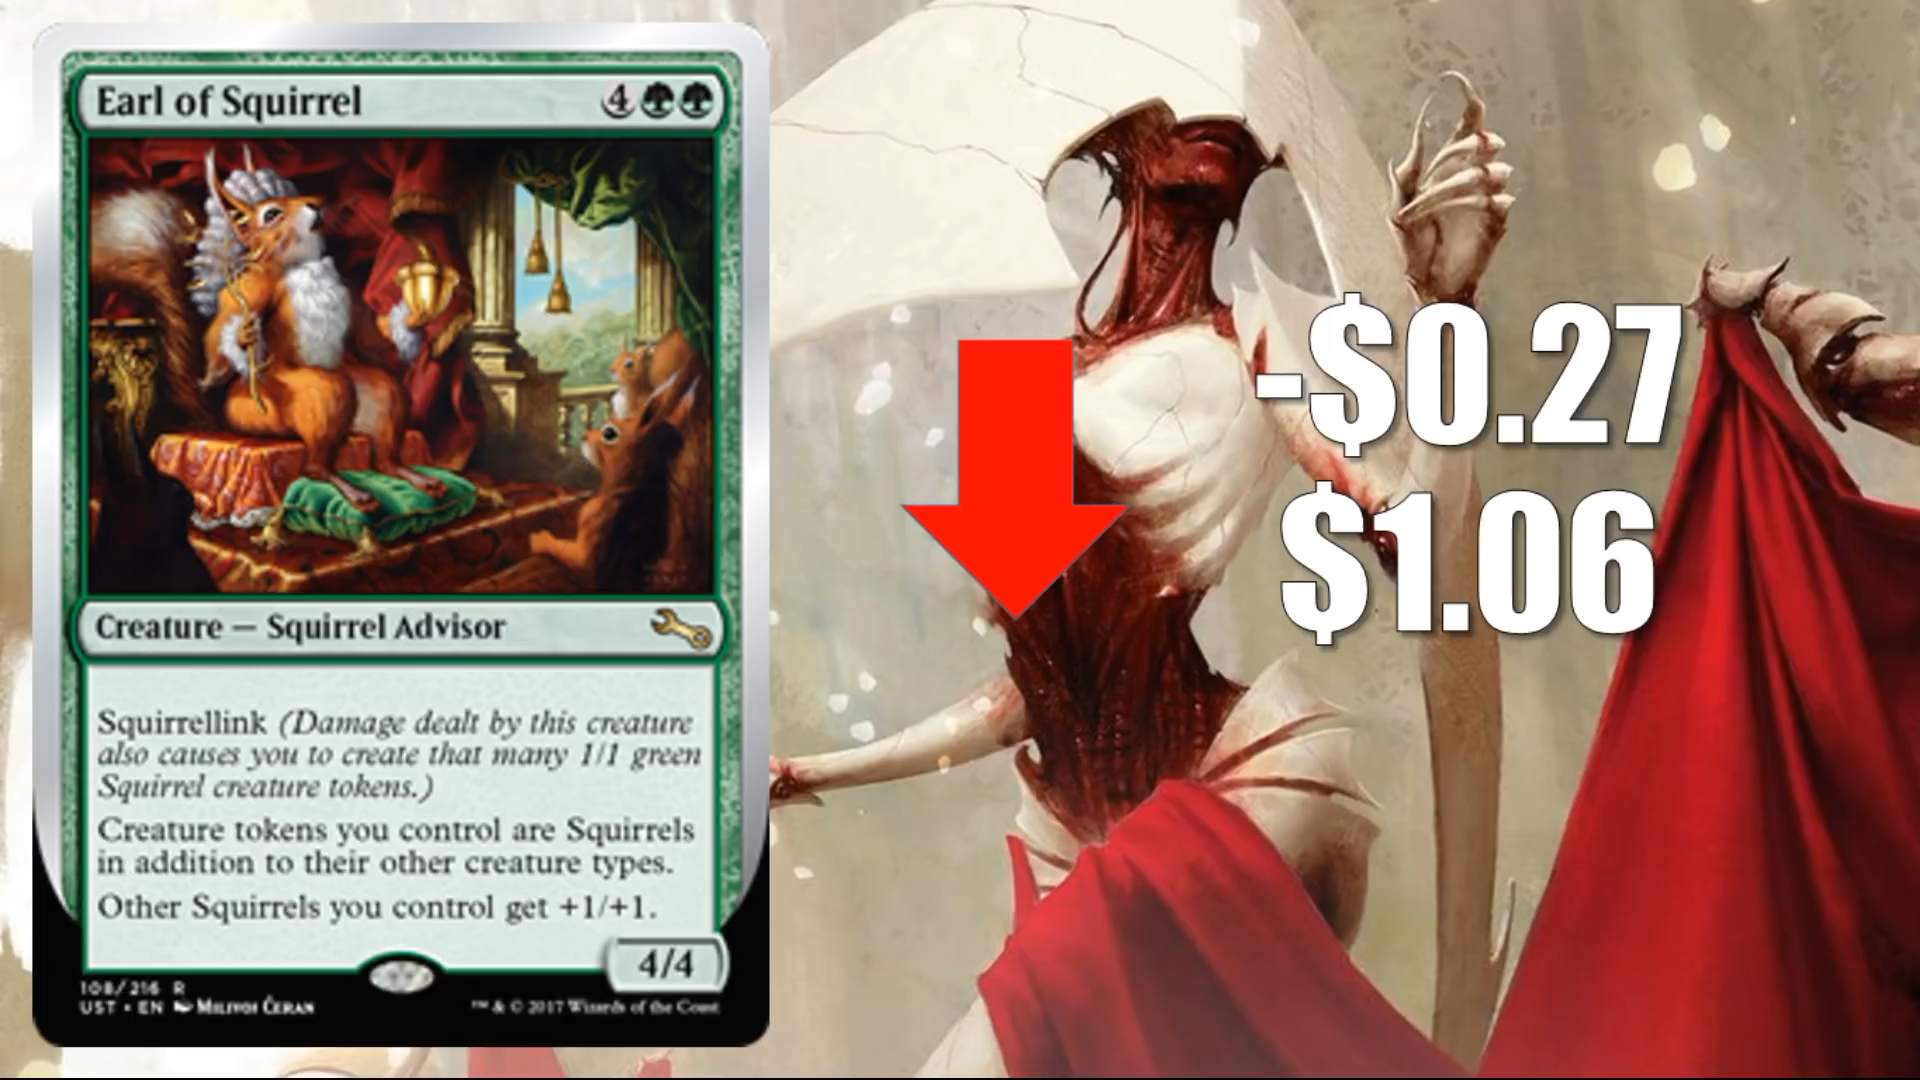 Earl of Squirrel 4
Creature — Squirrel Advisor
Squirrellink (Damage dealt by this creature
also causes you to create that many 1/1 green
Squirrel creature tokens.)
Creature tokens you control are Squirrels
in addition to their other creature types.
Other Squirrels you control get +1/+1.
4/4
108/216 R
UST • EN Milivoj Ćeran
™ & © 2017 Wizards of the Coast
-$0.27
$1.06